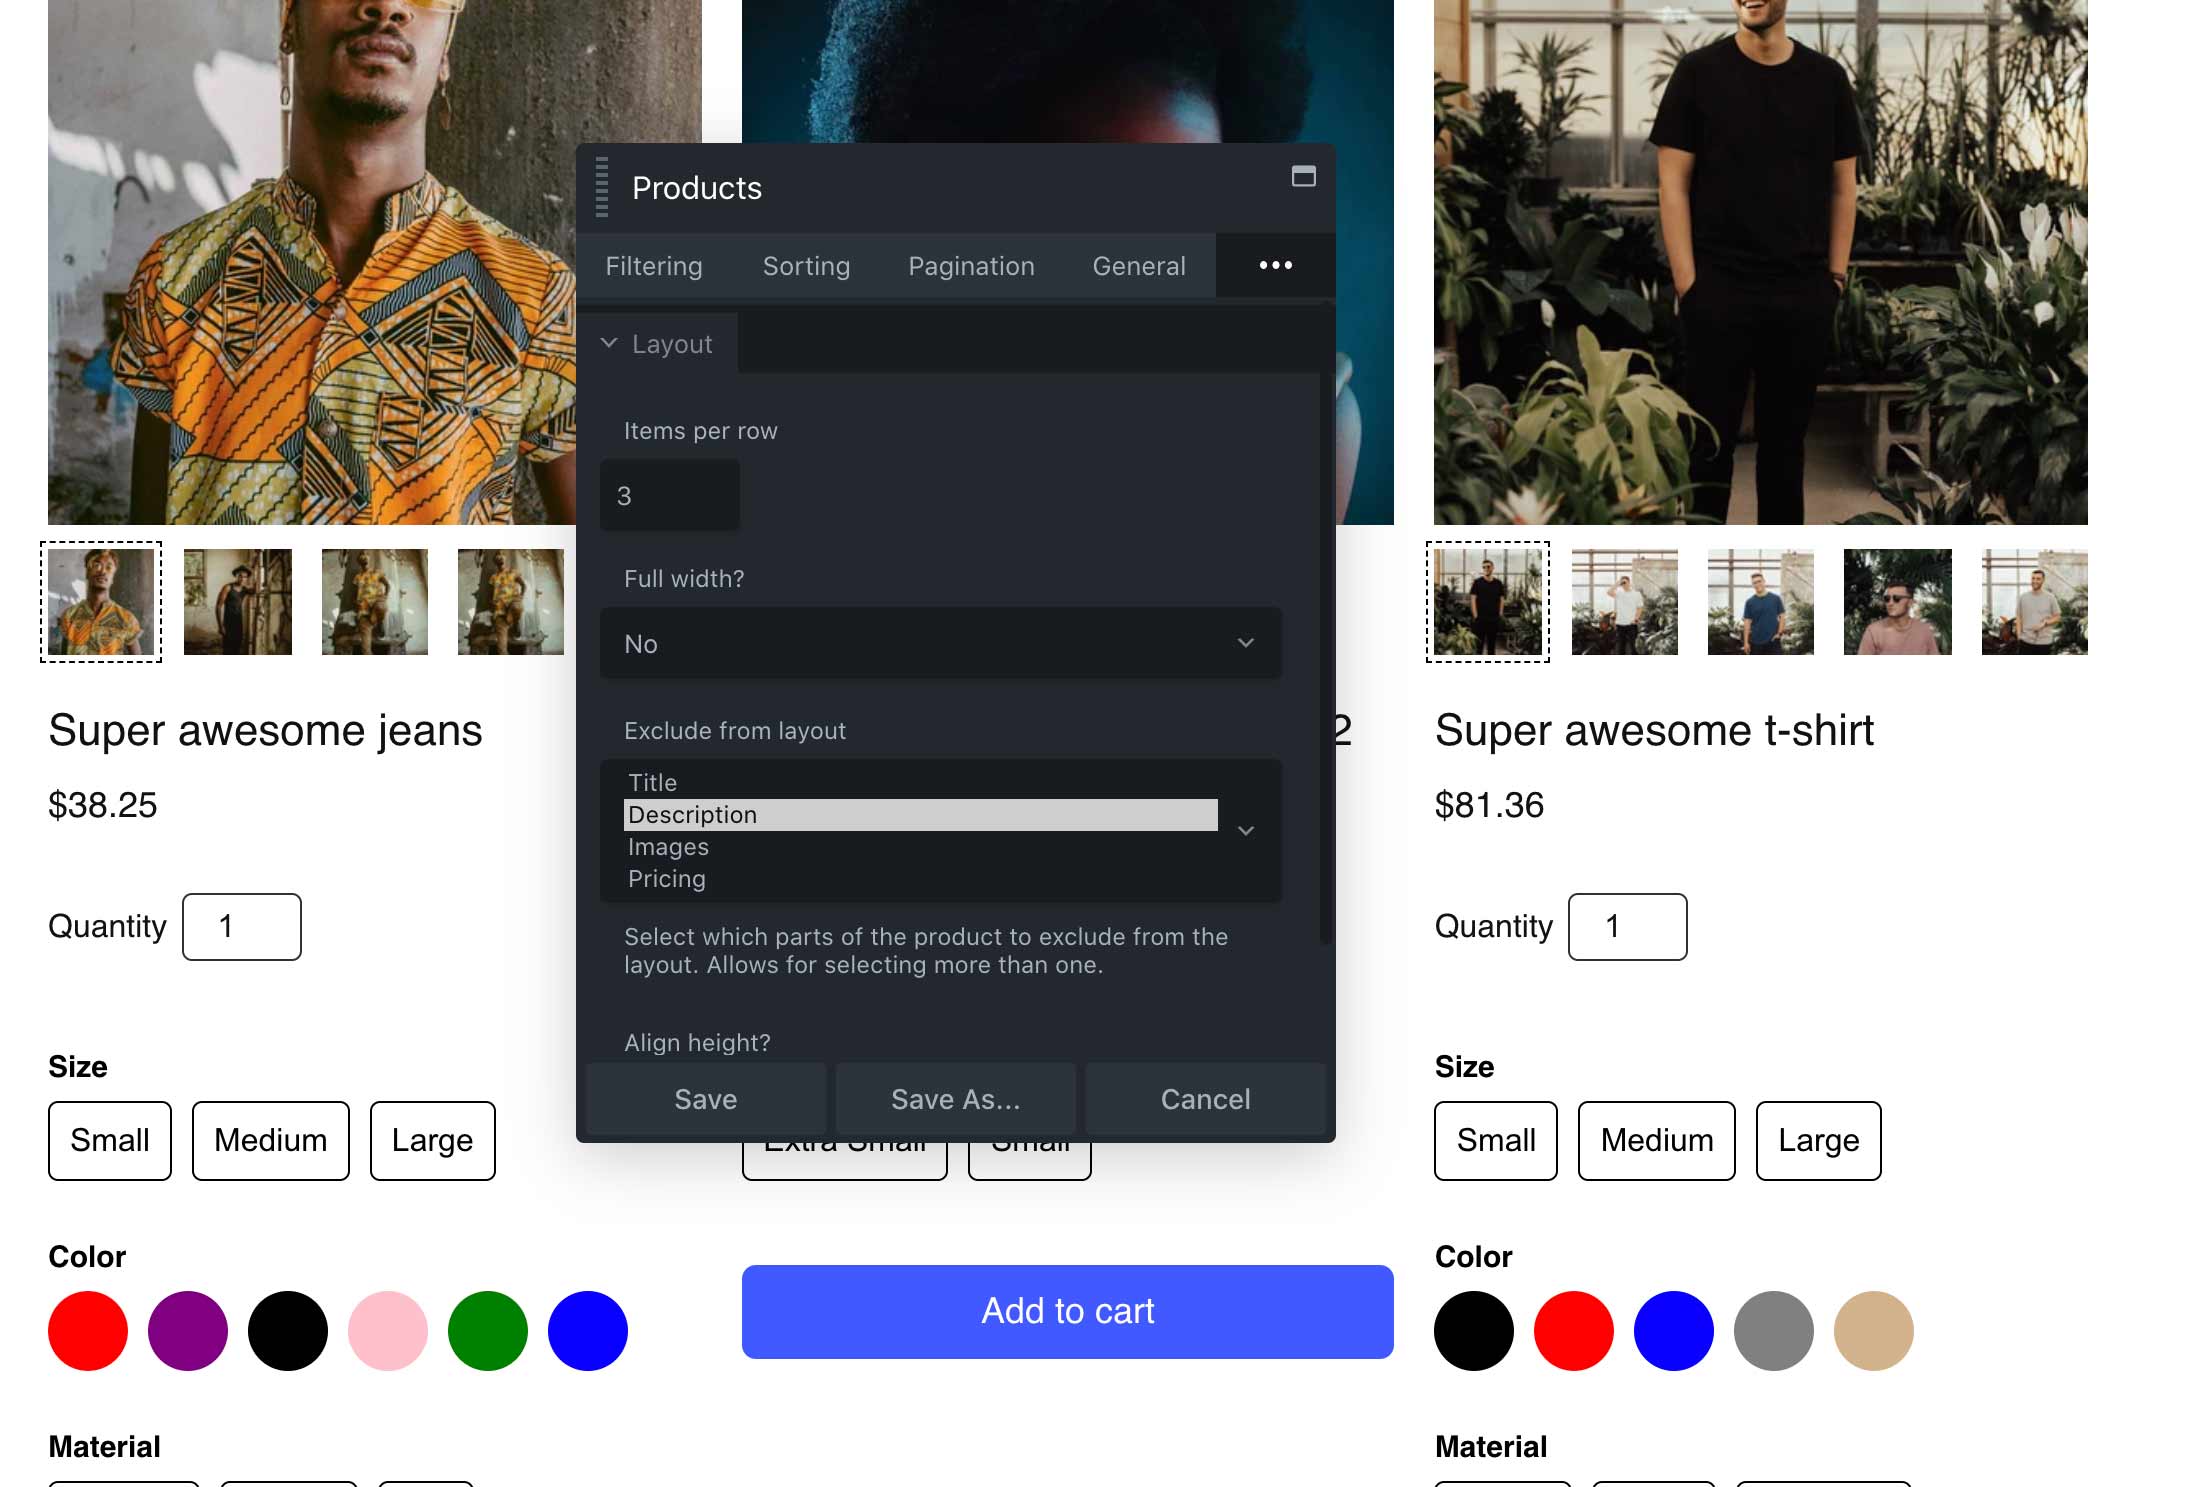 Products
Filtering
Sorting
Pagination
General
Layout
Items per row
3
Full width?
No
Exclude from layout
Title
Description
Images
Pricing
Select which parts of the product to exclude from the
layout. Allows for selecting more than one.
Align height?
Save
Save As...
Cancel
Super awesome jeans
$38.25
Quantity 1
Size
Small
Medium
Large
Color
Material
2
Extra Small
Small
Add to cart
Super awesome t-shirt
$81.36
Quantity 1
Size
Small
Medium
Large
Color
Material